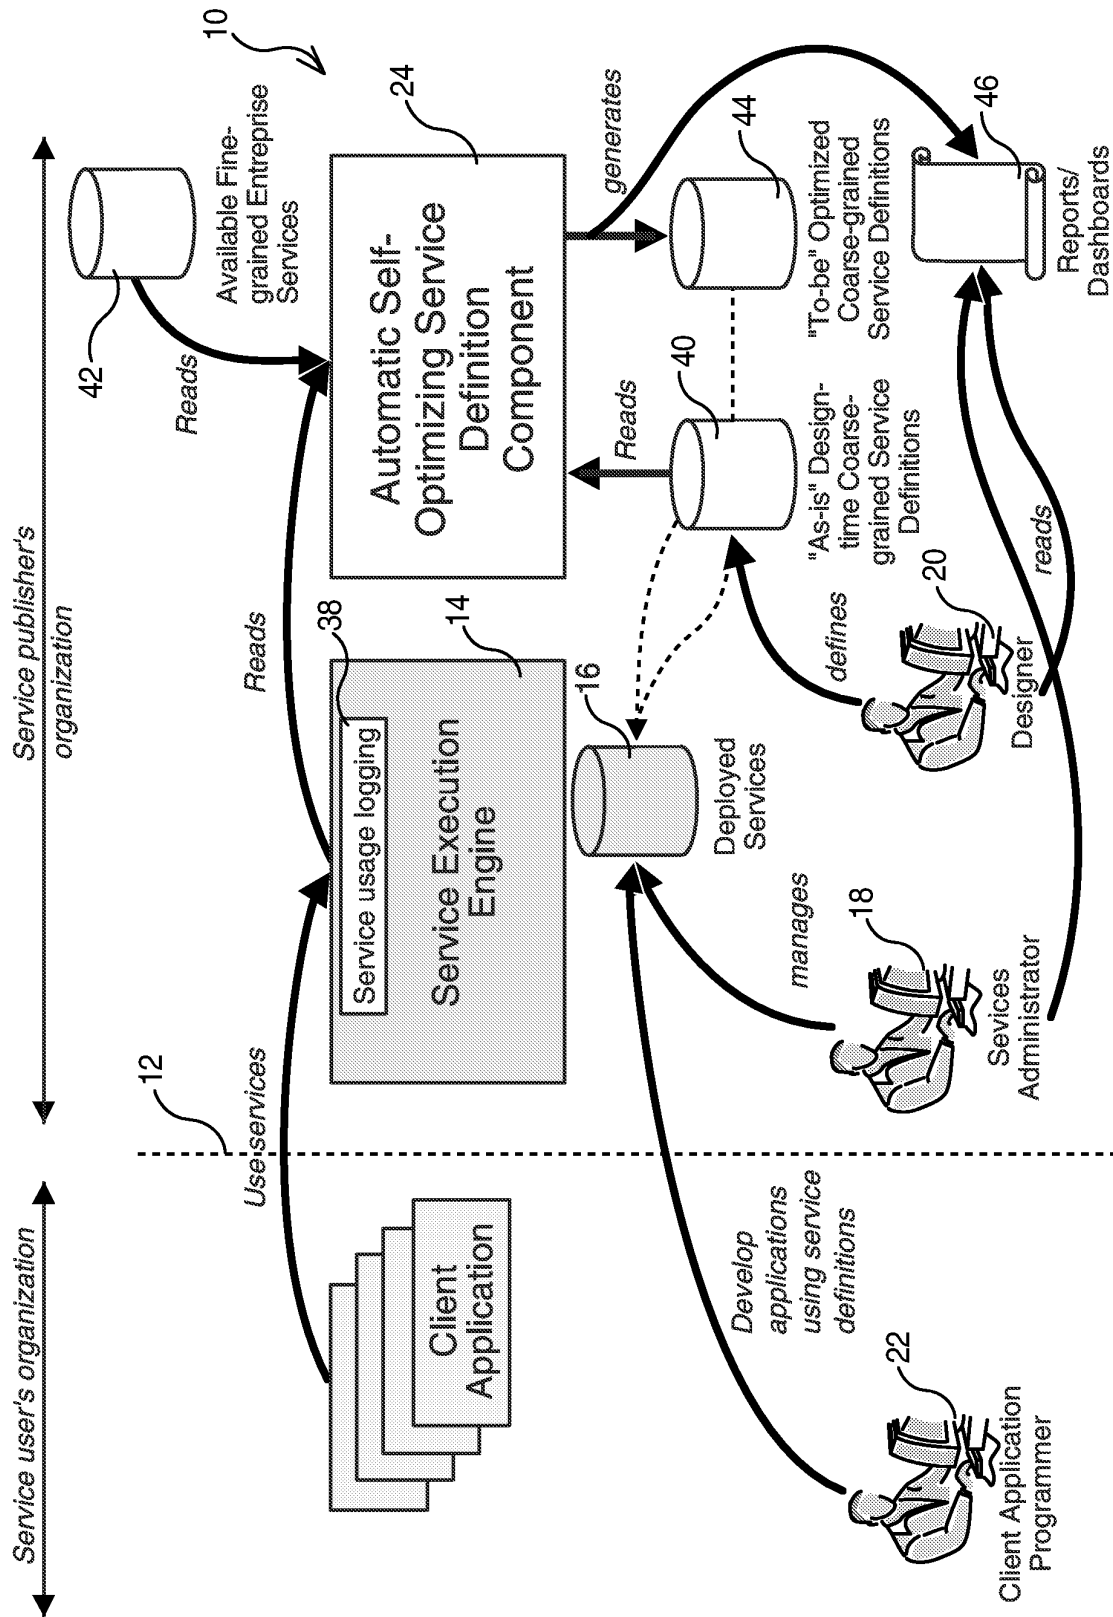 Service user's organization
Service publisher's
organization
10
12
Use services
Reads
Reads
42
Available Fine-
grained Entreprise
Services
Client
Application
38
Service usage logging
Service Execution
Engine
14
Automatic Self-
Optimizing Service
Definition
Component
24
16
Deployed
Services
Reads
40
"As-is" Design-
time Coarse-
grained Service
Definitions
generates
44
"To-be" Optimized
Coarse-grained
Service Definitions
46
Reports/
Dashboards
Develop
applications
using service
definitions
manages
defines
reads
22
Client Application
Programmer
18
Sevices
Administrator
20
Designer